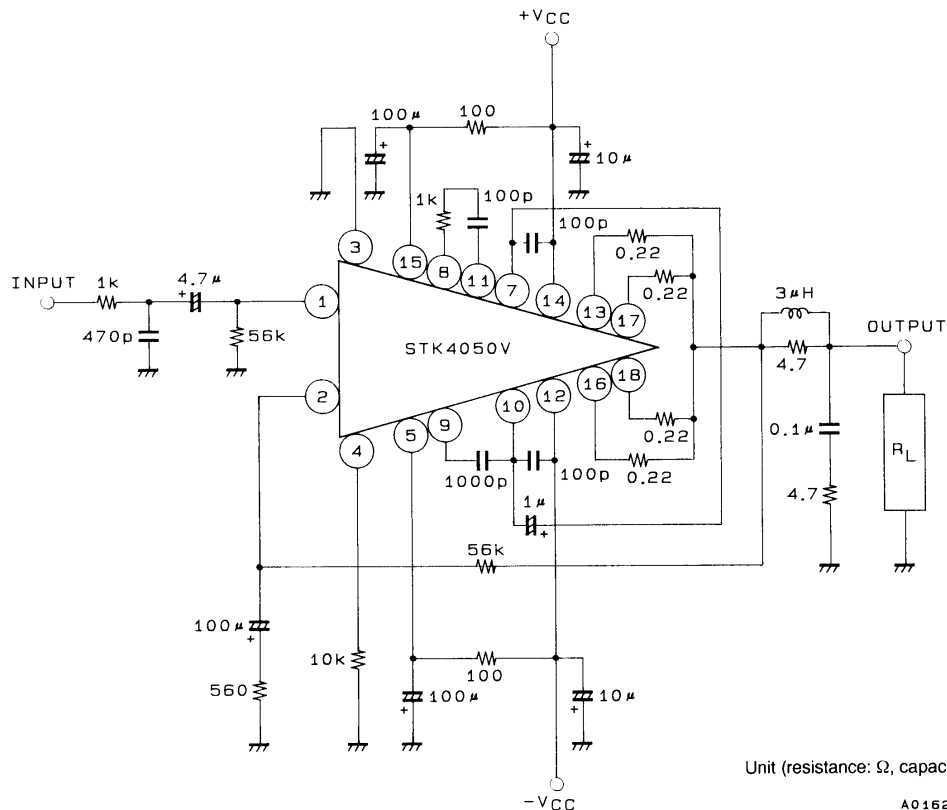 +VCC
100μ
100
+
+
10μ
100p
1k
100p
0.22
3
15
8
11
7
14
13
17
0.22
3μH
INPUT
1k
4.7μ
+
1
OUTPUT
470p
56k
STK4050V
4.7
2
18
16
12
10
9
5
4
0.22
0.1μ
RL
1000p
100p
0.22
4.7
1μ
+
56k
100μ
+
10k
100
560
100μ
+
10μ
+
-VCC
Unit (resistance: Ω, capac
A0162